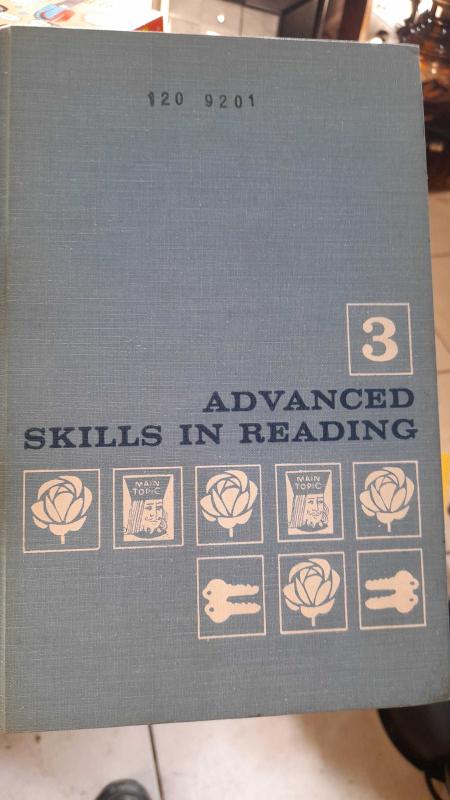 120 9201
3
ADVANCED
SKILLS IN READING
MAIN
TOPIC
MAIN
TOPIC